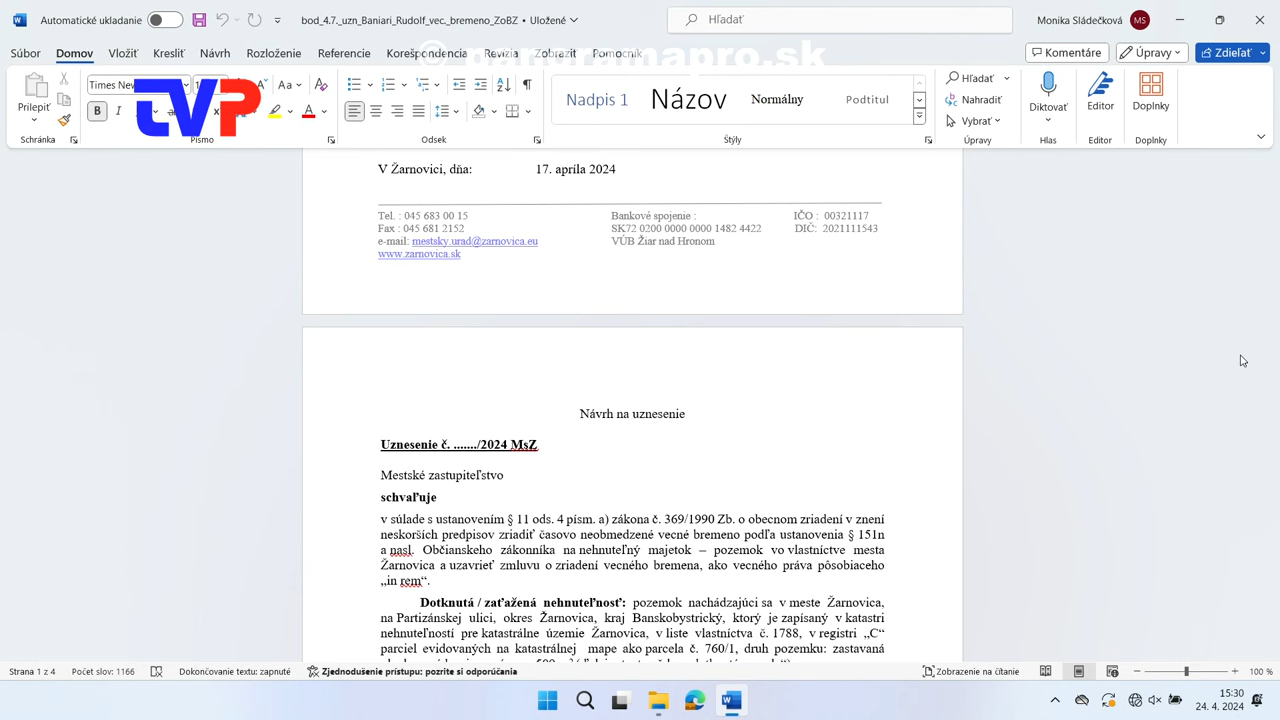 Automatické ukladanie
bod_4.7._uzn_Baniari_Rudolf_vec._bremeno_ZoBZ • Uložené
Hľadať
Monika Sládečková MS
Súbor Domov Vložiť Kresliť Návrh Rozloženie Referencie Korešpondencia Revízia Zobraziť Pomocník
Komentáre Úpravy Zdieľať
© panoramapro.sk
Times New
tVP
Prilepiť
Nadpis 1 Názov Normálny Podtitul
Hľadať
Nahradiť
Vybrať
Diktovať Editor Doplnky
Schránka Písmo Odsek Štýly Úpravy Hlas Editor Doplnky
V Žarnovici, dňa: 17. apríla 2024
Tel. : 045 683 00 15 Bankové spojenie : IČO : 00321117
Fax : 045 681 2152 SK72 0200 0000 0000 1482 4422 DIČ: 2021111543
e-mail: mestsky.urad@zarnovica.eu VÚB Žiar nad Hronom
www.zarnovica.sk
Návrh na uznesenie
Uznesenie č. ......./2024 MsZ
Mestské zastupiteľstvo
schvaľuje
v súlade s ustanovením § 11 ods. 4 písm. a) zákona č. 369/1990 Zb. o obecnom zriadení v znení
neskorších predpisov zriadiť časovo neobmedzené vecné bremeno podľa ustanovenia § 151n
a nasl. Občianskeho zákonníka na nehnuteľný majetok – pozemok vo vlastníctve mesta
Žarnovica a uzavrieť zmluvu o zriadení vecného bremena, ako vecného práva pôsobiaceho
„in rem“.
Dotknutá / zaťažená nehnuteľnosť: pozemok nachádzajúci sa v meste Žarnovica,
na Partizánskej ulici, okres Žarnovica, kraj Banskobystrický, ktorý je zapísaný v katastri
nehnuteľností pre katastrálne územie Žarnovica, v liste vlastníctva č. 1788, v registri „C“
parciel evidovaných na katastrálnej mape ako parcela č. 760/1, druh pozemku: zastavaná
Strana 1 z 4 Počet slov: 1166 Dokončovanie textu: zapnuté Zjednodušenie prístupu: pozrite si odporúčania Zobrazenie na čítanie 100 %
15:30
24. 4. 2024